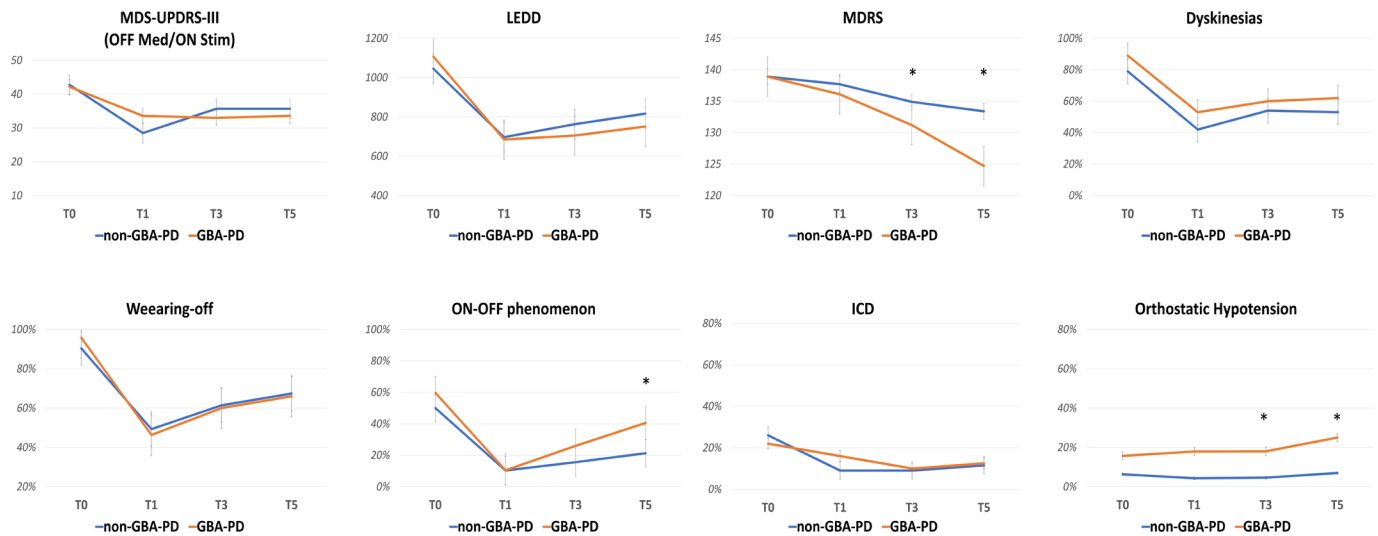 MDS-UPDRS-III
(OFF Med/ON Stim)
50
40
30
20
10
T0 T1 T3 T5
non-GBA-PD GBA-PD
LEDD
1200
1000
800
600
400
T0 T1 T3 T5
non-GBA-PD GBA-PD
MDRS
145
140
135
130
125
120
* *
T0 T1 T3 T5
non-GBA-PD GBA-PD
Dyskinesias
100%
80%
60%
40%
20%
0%
T0 T1 T3 T5
non-GBA-PD GBA-PD
Weearing-off
100%
80%
60%
40%
20%
T0 T1 T3 T5
non-GBA-PD GBA-PD
ON-OFF phenomenon
100%
80%
60%
40%
20%
0%
*
T0 T1 T3 T5
non-GBA-PD GBA-PD
ICD
80%
60%
40%
20%
0%
T0 T1 T3 T5
non-GBA-PD GBA-PD
Orthostatic Hypotension
80%
60%
40%
20%
0%
* *
T0 T1 T3 T5
non-GBA-PD GBA-PD